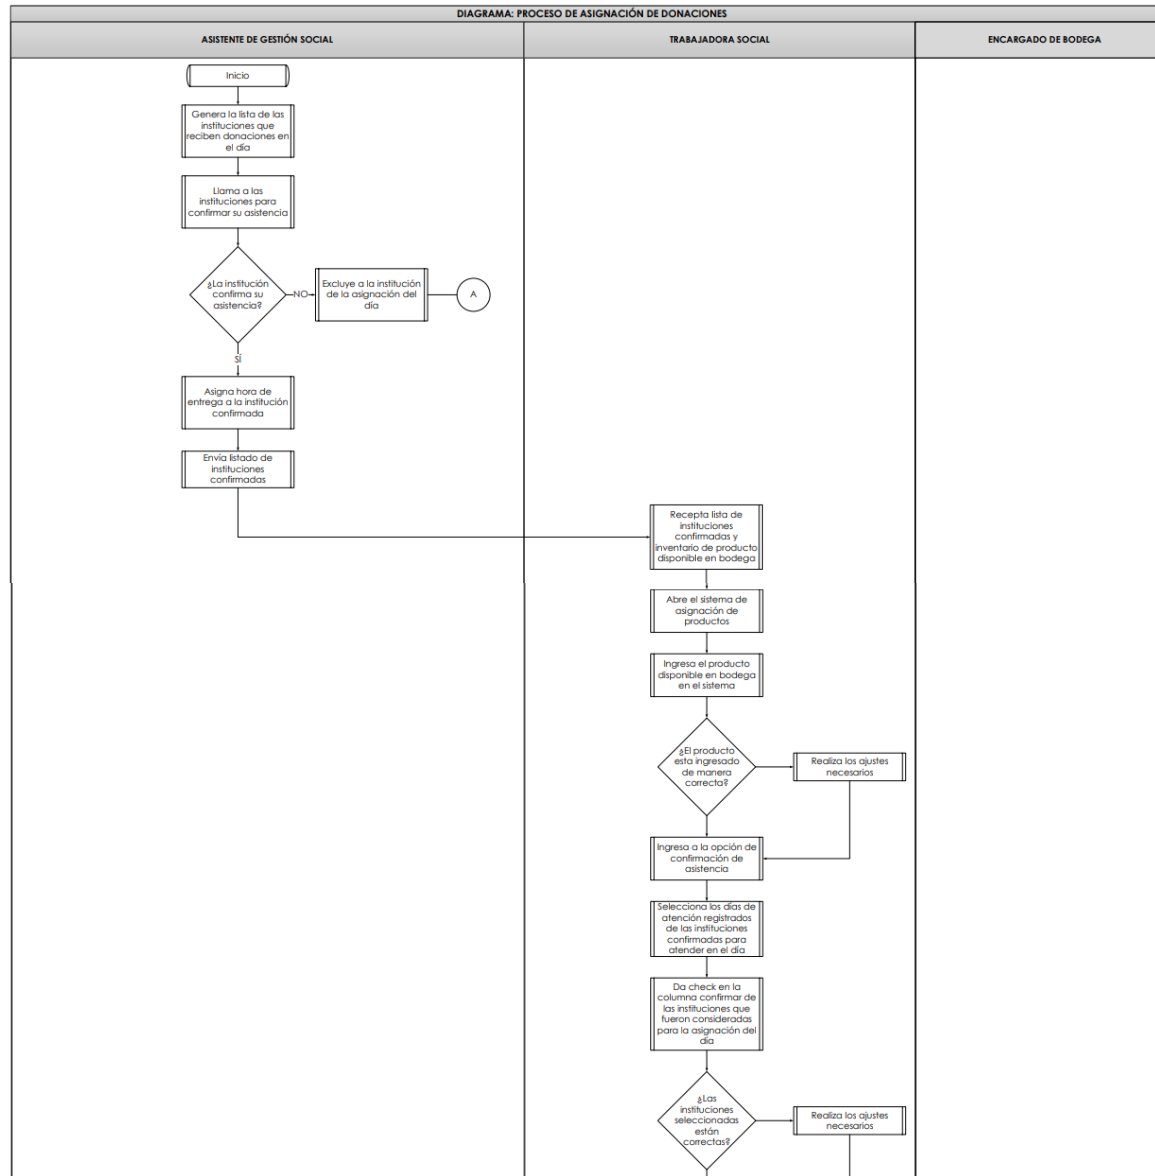 DIAGRAMA: PROCESO DE ASIGNACIÓN DE DONACIONES
ASISTENTE DE GESTIÓN SOCIAL
TRABAJADORA SOCIAL
ENCARGADO DE BODEGA
Inicio
Genera la lista de las
instituciones que
reciben donaciones en
el día
Llama a las
instituciones para
confirmar su asistencia
¿La institución
confirma su
asistencia?
NO
Excluye a la institución
de la asignación del
día
A
SÍ
Asigna hora de
entrega a la institución
confirmada
Envía listado de
instituciones
confirmadas
Recepta lista de
instituciones
confirmadas y
inventario de producto
disponible en bodega
Abre el sistema de
asignación de
productos
Ingresa el producto
disponible en bodega
en el sistema
¿El producto
esta ingresado
de manera
correcta?
Realiza los ajustes
necesarios
Ingresa a la opción de
confirmación de
asistencia
Selecciona los días de
atención registrados
de las instituciones
confirmadas para
atender en el día
Da check en la
columna confirmar de
las instituciones que
fueron consideradas
para la asignación del
día
¿Las
instituciones
seleccionadas
están
correctas?
Realiza los ajustes
necesarios